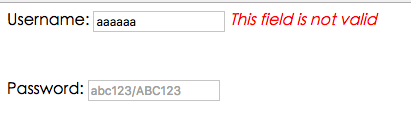 Username: aaaaaa This field is not valid
Password: abc123/ABC123